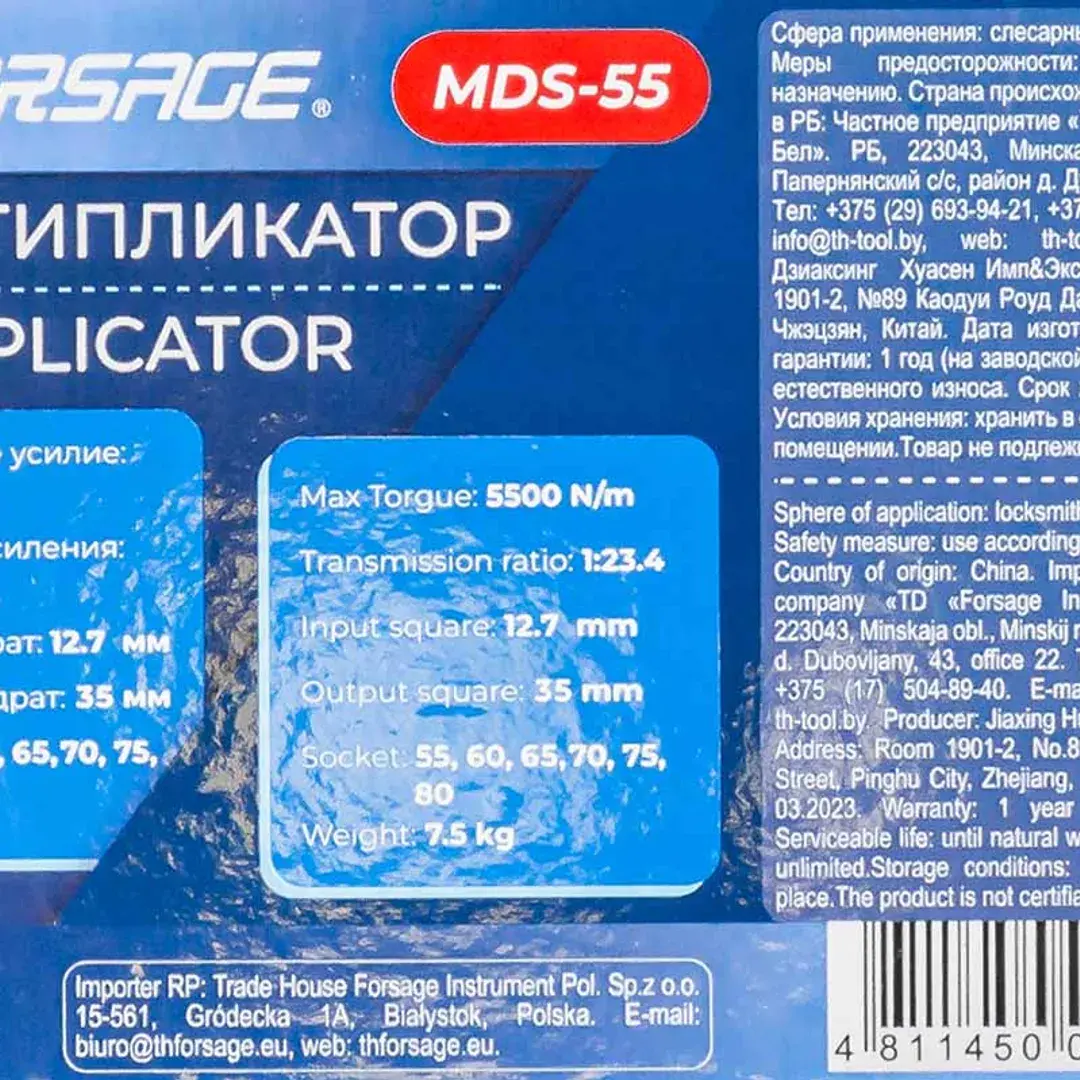 RSAGE®
MDS-55
ТИПЛИКАТОР
PLICATOR
усилие:
силения:
рат: 12.7 мм
драт: 35 мм
, 65,70, 75,
Max Torgue: 5500 N/m
Transmission ratio: 1:23.4
Input square: 12.7 mm
Output square: 35 mm
Socket: 55, 60, 65,70, 75,
80
Weight: 7.5 kg
Сфера применения: слесарны
Меры предосторожности:
назначению. Страна происхож
в РБ: Частное предприятие «
Бел». РБ, 223043, Минска
Папернянский с/с, район д. Д
Тел: +375 (29) 693-94-21, +37
info@th-tool.by, web: th-to
Дзиаксинг Хуасен Имп&Экс
1901-2, №89 Каодуи Роуд Да
Чжэцзян, Китай. Дата изгот
гарантии: 1 год (на заводской
естественного износа. Срок
Условия хранения: хранить в
помещении.Товар не подлежи
Sphere of application: locksmith
Safety measure: use according
Country of origin: China. Imp
company «TD «Forsage In
223043, Minskaja obl., Minskij r
d. Dubovljany, 43, office 22. T
+375 (17) 504-89-40. E-ma
th-tool.by. Producer: Jiaxing H
Address: Room 1901-2, No.8
Street, Pinghu City, Zhejiang,
03.2023. Warranty: 1 year
Serviceable life: until natural w
unlimited.Storage conditions:
place.The product is not certifia
Importer RP: Trade House Forsage Instrument Pol. Sp.z o.o.
15-561, Gródecka 1A, Białystok, Polska. E-mail:
biuro@thforsage.eu, web: thforsage.eu.
4 811450 0